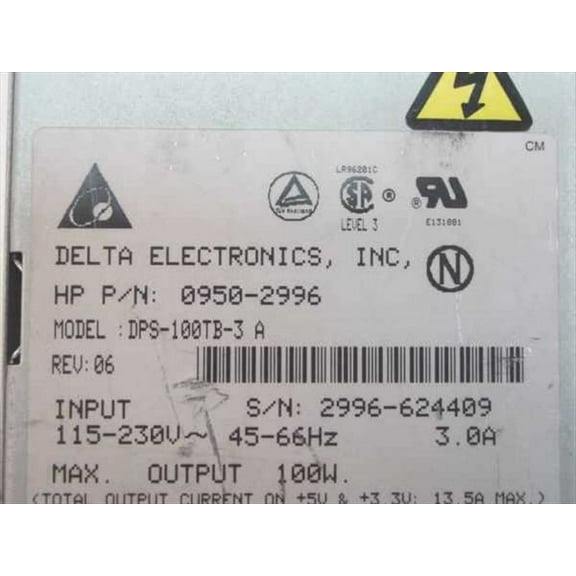 CM
LR96201C
LEVEL 3
E131881
DELTA ELECTRONICS, INC,
N
HP P/N: 0950-2996
MODEL :DPS-100TB-3 A
REV:06
INPUT S/N: 2996-624409
115-230V~ 45-66Hz 3.0A
MAX. OUTPUT 100W.
(TOTAL OUTPUT CURRENT ON +5V & +3.3V: 13.5A MAX.)